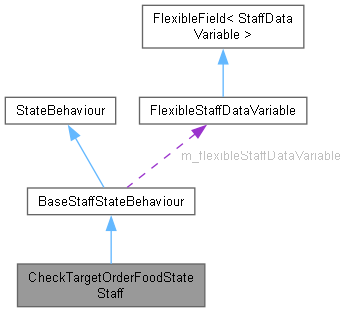 FlexibleField< StaffData
Variable >
StateBehaviour
FlexibleStaffDataVariable
m_flexibleStaffDataVariable
BaseStaffStateBehaviour
CheckTargetOrderFoodState
Staff